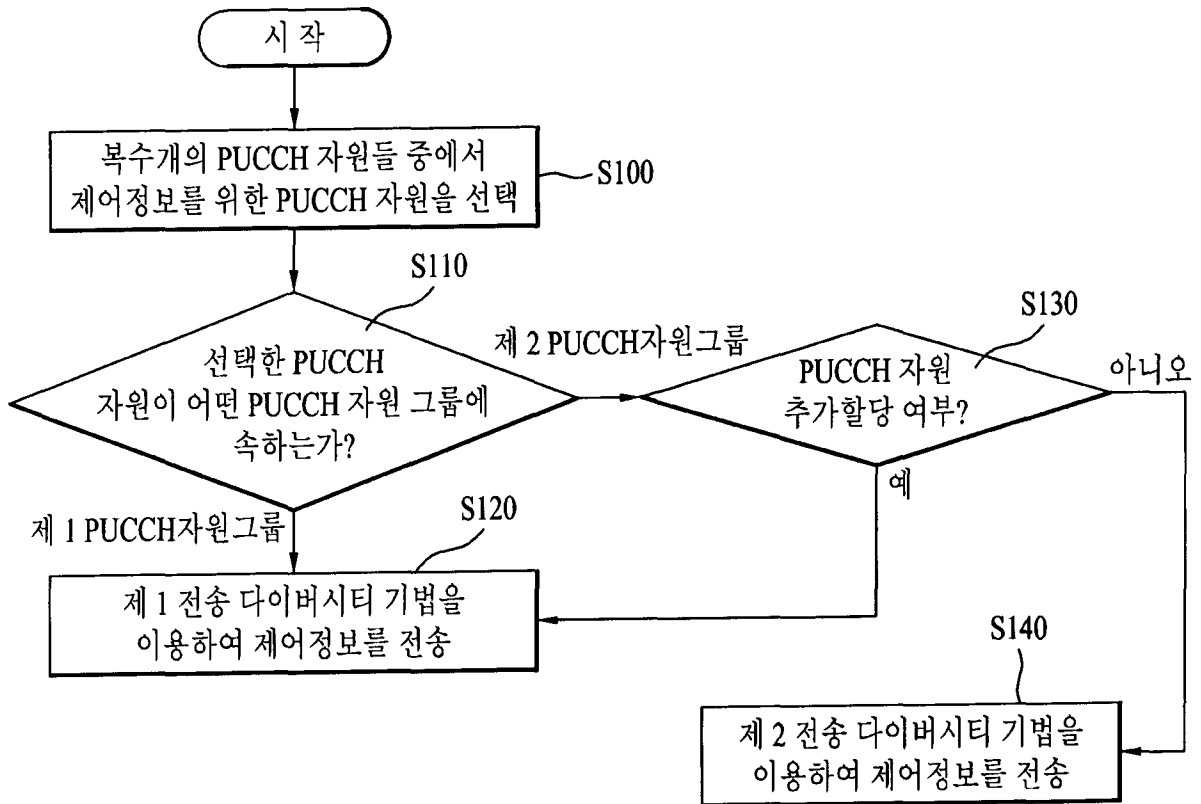 시 작
복수개의 PUCCH 자원들 중에서
제어정보를 위한 PUCCH 자원을 선택
S100
S110
선택한 PUCCH
자원이 어떤 PUCCH 자원 그룹에
속하는가?
제 2 PUCCH자원그룹
S130
PUCCH 자원
추가할당 여부?
아니오
예
제 1 PUCCH자원그룹
S120
제 1 전송 다이버시티 기법을
이용하여 제어정보를 전송
S140
제 2 전송 다이버시티 기법을
이용하여 제어정보를 전송